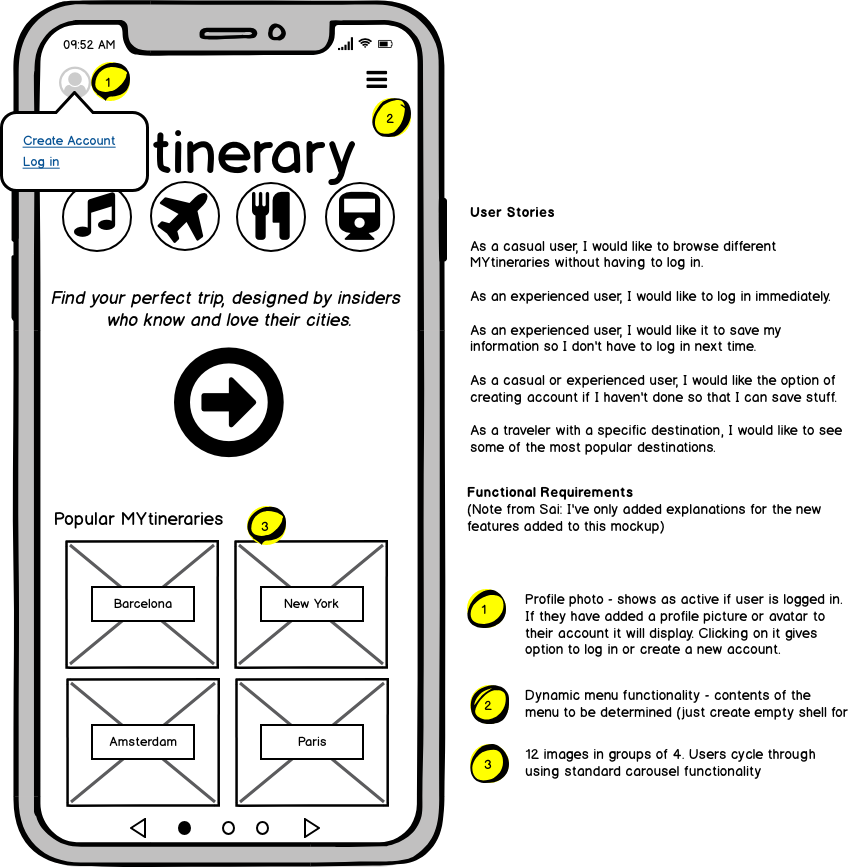 09:52 AM
1
2
Create Account
Log in
tinerary
Find your perfect trip, designed by insiders
who know and love their cities.
Popular MYtineraries
3
Barcelona
New York
Amsterdam
Paris
User Stories
As a casual user, I would like to browse different
MYtineraries without having to log in.
As an experienced user, I would like to log in immediately.
As an experienced user, I would like it to save my
information so I don't have to log in next time.
As a casual or experienced user, I would like the option of
creating account if I haven't done so that I can save stuff.
As a traveler with a specific destination, I would like to see
some of the most popular destinations.
Functional Requirements
(Note from Sai: I've only added explanations for the new
features added to this mockup)
1
Profile photo - shows as active if user is logged in.
If they have added a profile picture or avatar to
their account it will display. Clicking on it gives
option to log in or create a new account.
2
Dynamic menu functionality - contents of the
menu to be determined (just create empty shell for
3
12 images in groups of 4. Users cycle through
using standard carousel functionality